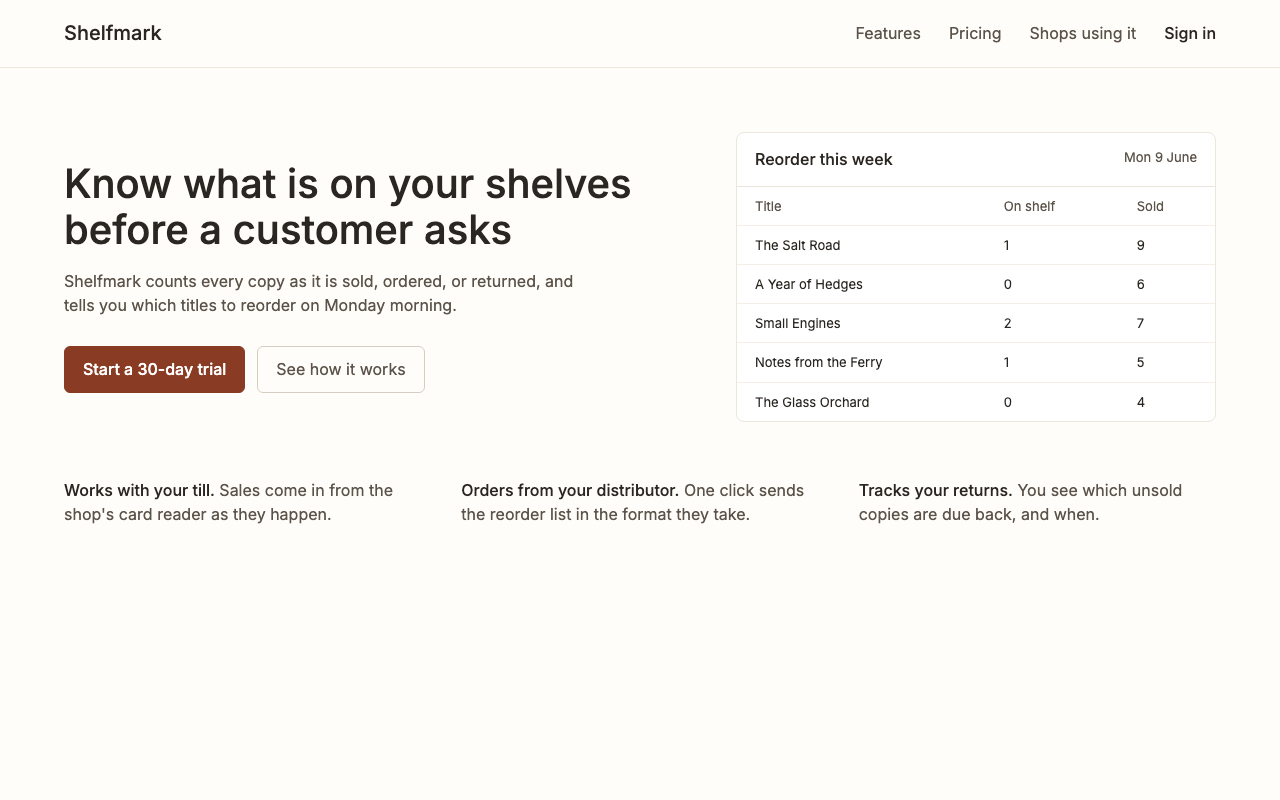 Shelfmark
Features Pricing Shops using it Sign in
Know what is on your shelves
before a customer asks
Shelfmark counts every copy as it is sold, ordered, or returned, and
tells you which titles to reorder on Monday morning.
Start a 30-day trial See how it works
Reorder this week Mon 9 June
Title On shelf Sold
The Salt Road 1 9
A Year of Hedges 0 6
Small Engines 2 7
Notes from the Ferry 1 5
The Glass Orchard 0 4
Works with your till. Sales come in from the
shop's card reader as they happen.
Orders from your distributor. One click sends
the reorder list in the format they take.
Tracks your returns. You see which unsold
copies are due back, and when.